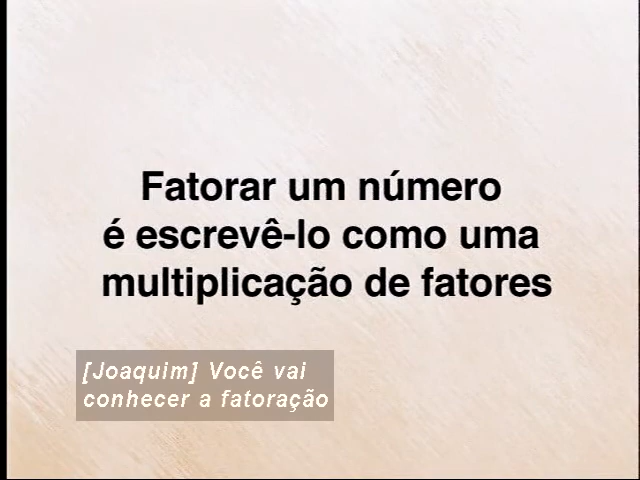 Fatorar um número
é escrevê-lo como uma
multiplicação de fatores
[Joaquim] Você vai
conhecer a fatoração